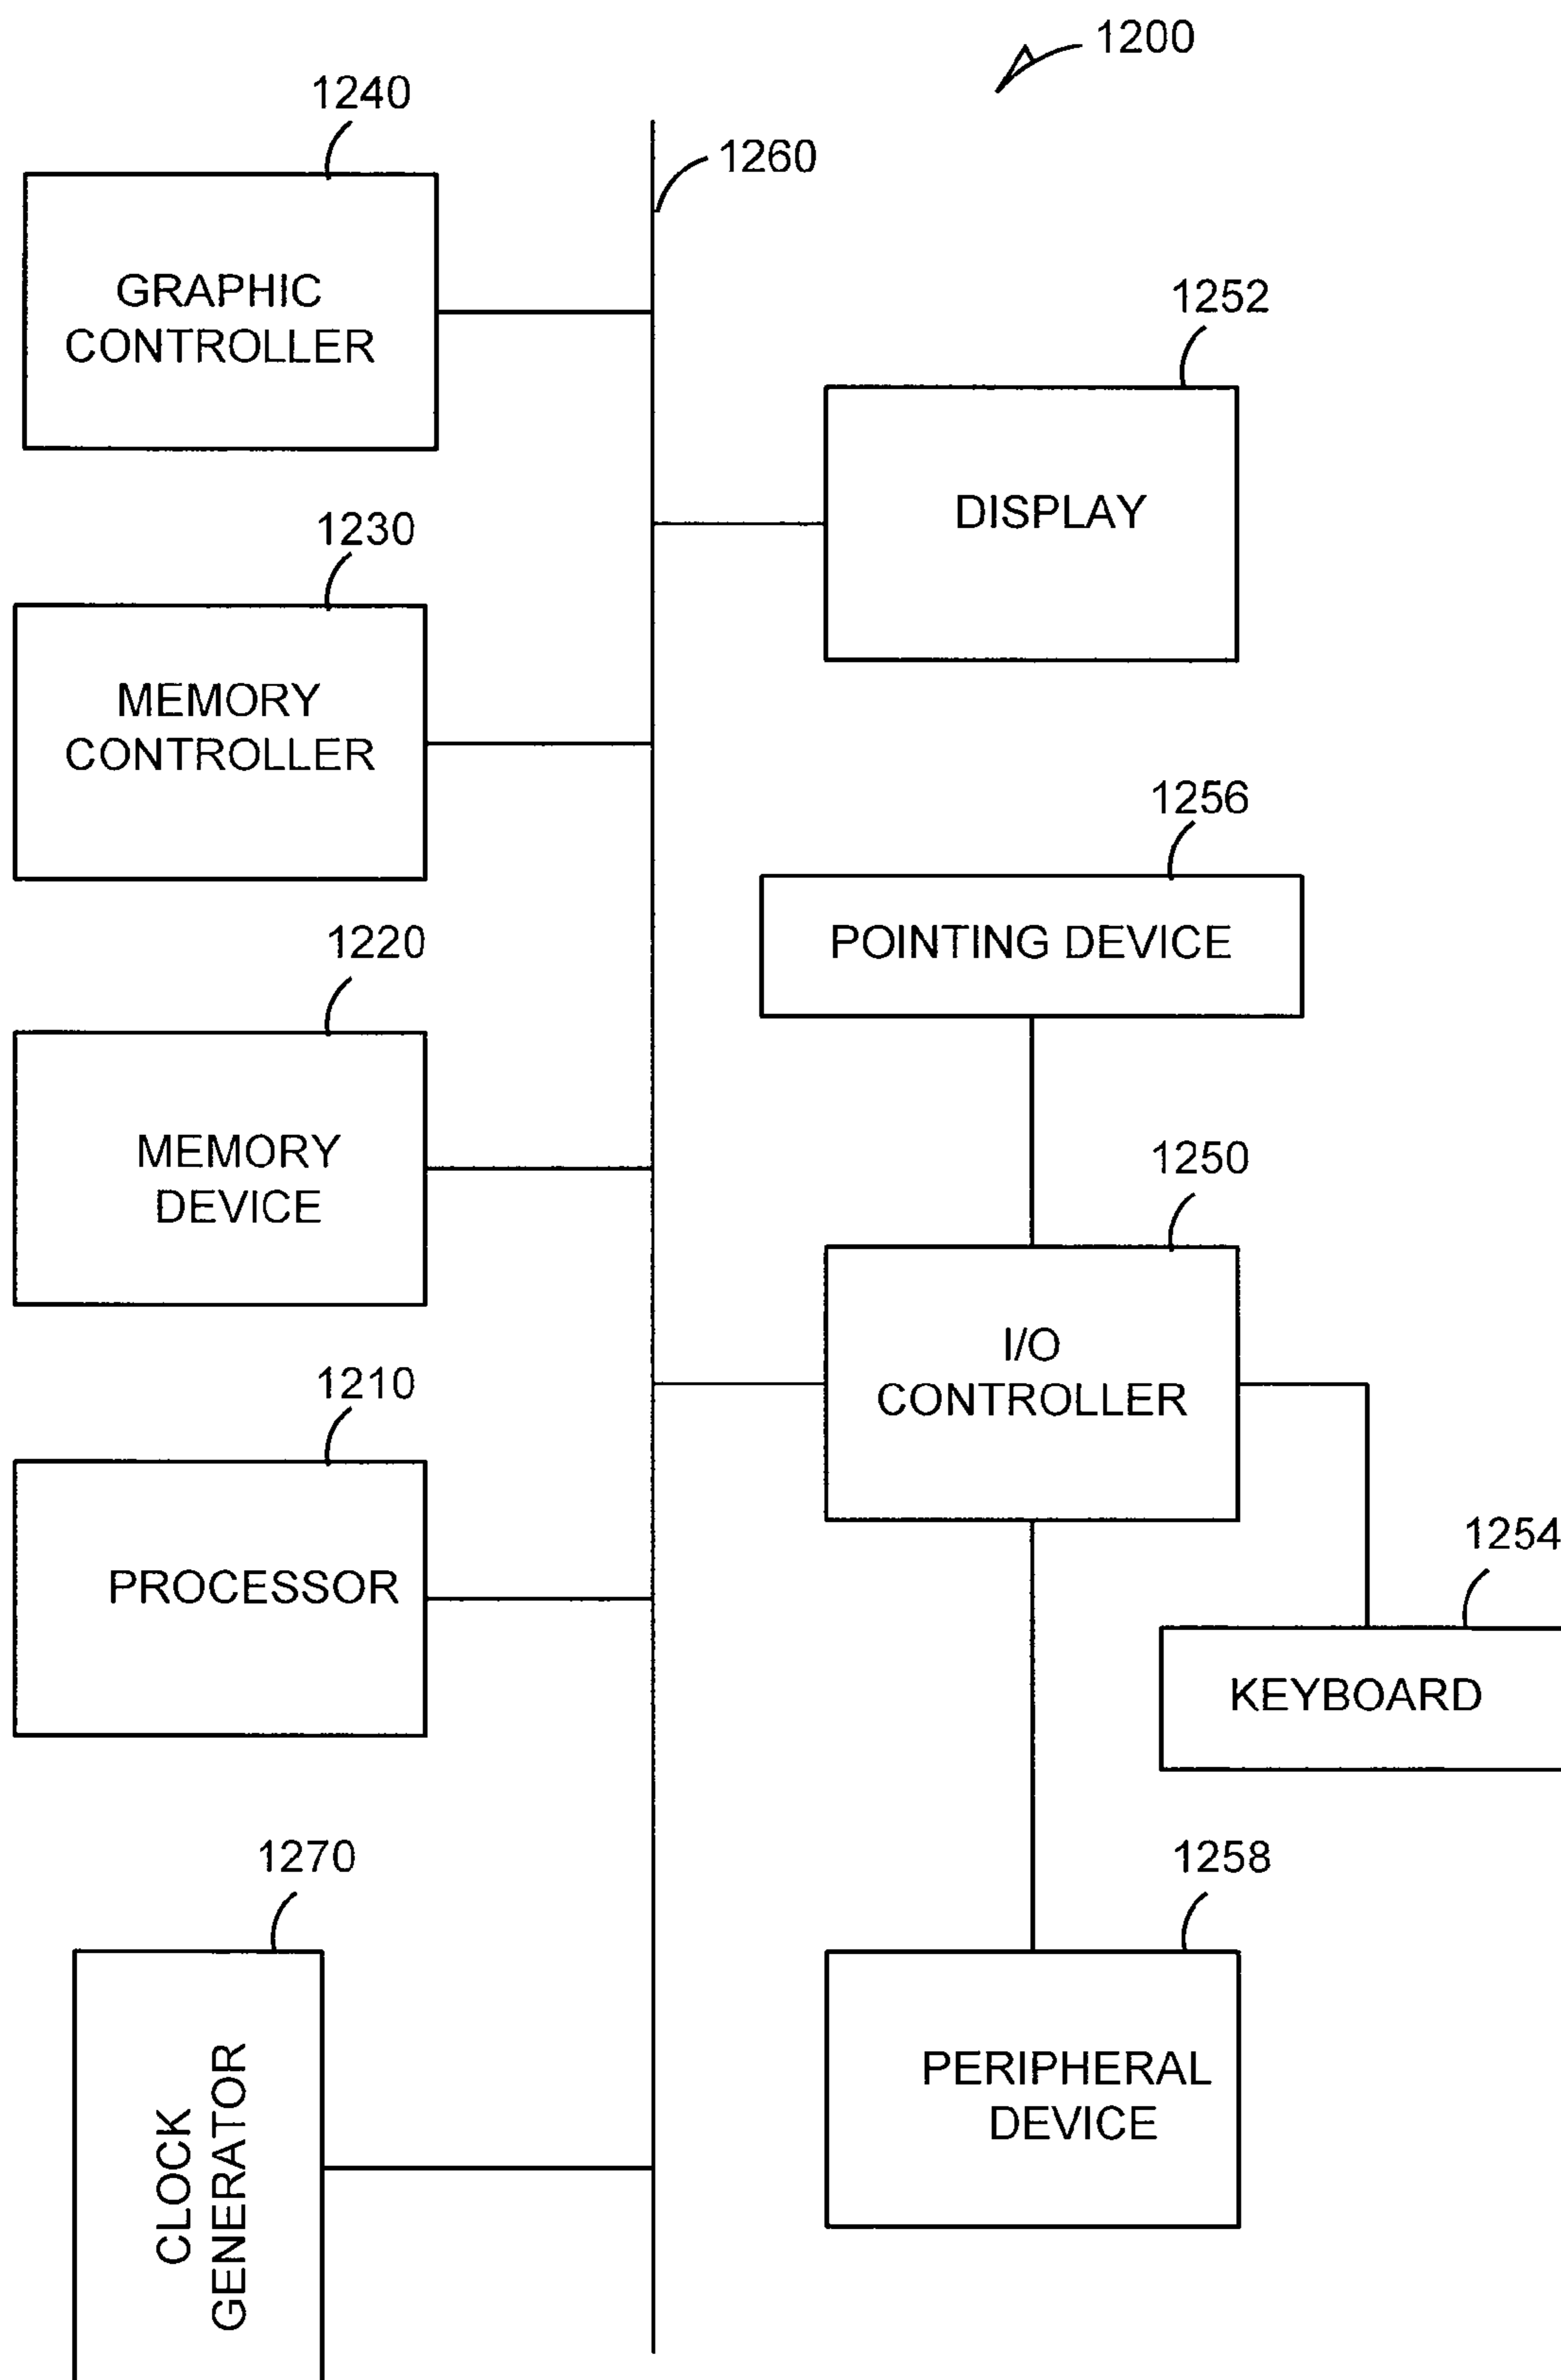 1200
1240
1260
GRAPHIC
CONTROLLER
1252
DISPLAY
1230
MEMORY
CONTROLLER
1256
POINTING DEVICE
1220
MEMORY
DEVICE
1250
I/O
CONTROLLER
1210
PROCESSOR
1254
KEYBOARD
1270
CLOCK
GENERATOR
1258
PERIPHERAL
DEVICE